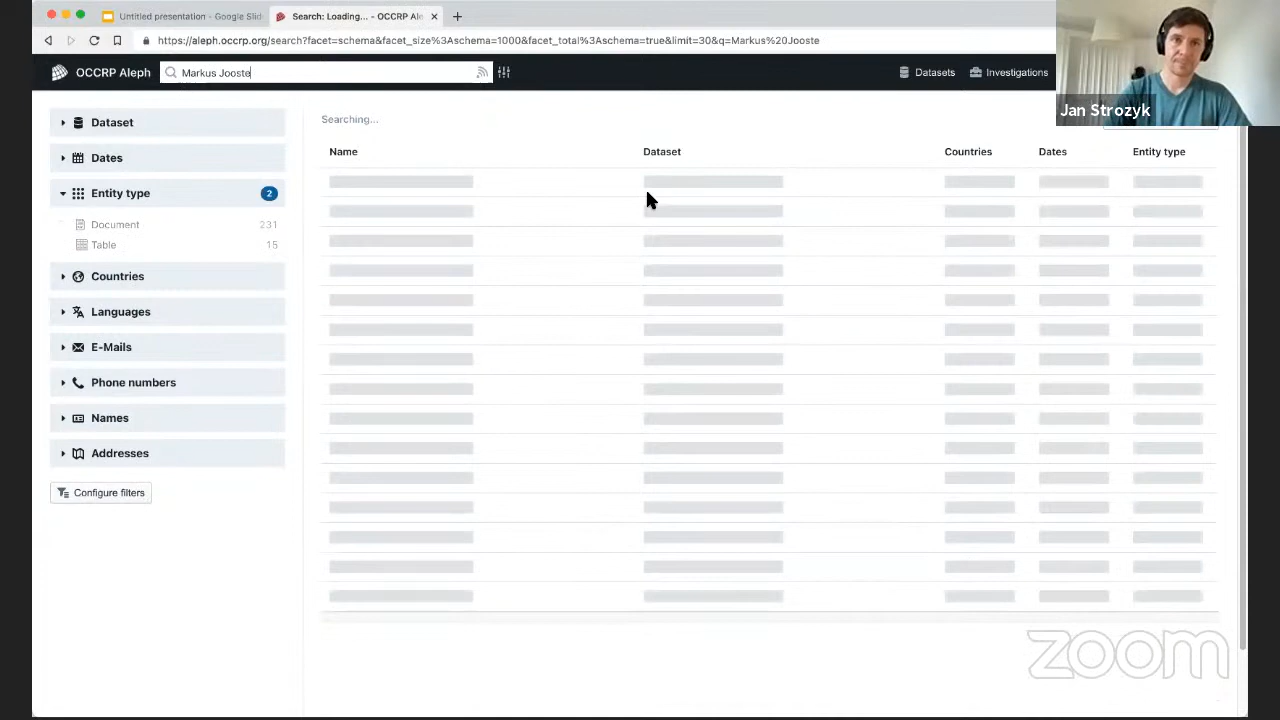 Untitled presentation - Google Slid
Search: Loading... - OCCRP Ale
https://aleph.occrp.org/search?facet=schema&facet_size%3Aschema=1000&facet_total%3Aschema=true&limit=30&q=Markus%20Jooste
OCCRP Aleph
Markus Jooste
Datasets
Investigations
Jan Strozyk
Dataset
Dates
Entity type
2
Document
231
Table
15
Countries
Languages
E-Mails
Phone numbers
Names
Addresses
Configure filters
Searching...
Name
Dataset
Countries
Dates
Entity type
zoom